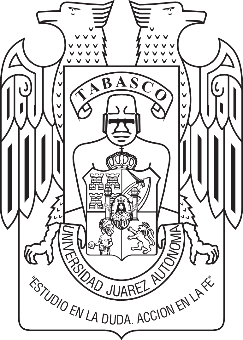 TABASCO
UNIVERSIDAD JUAREZ AUTONOMA
"ESTUDIO EN LA DUDA. ACCION EN LA FE"